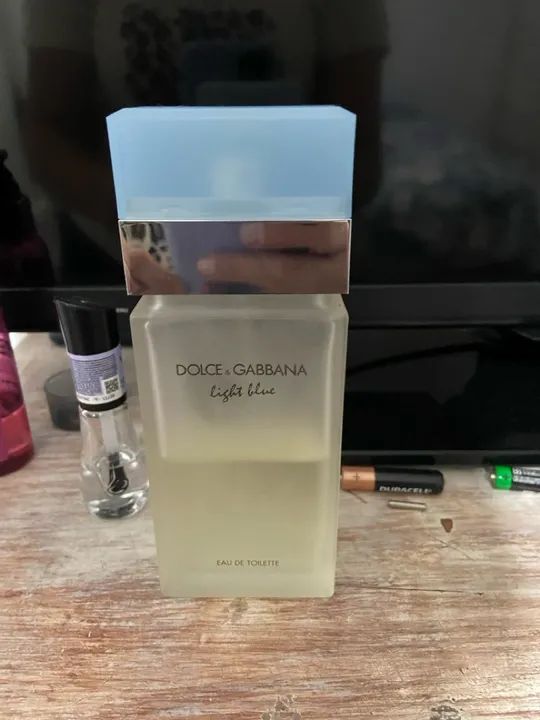 DOLCE & GABBANA
light blue
EAU DE TOILETTE
DURACELL
+